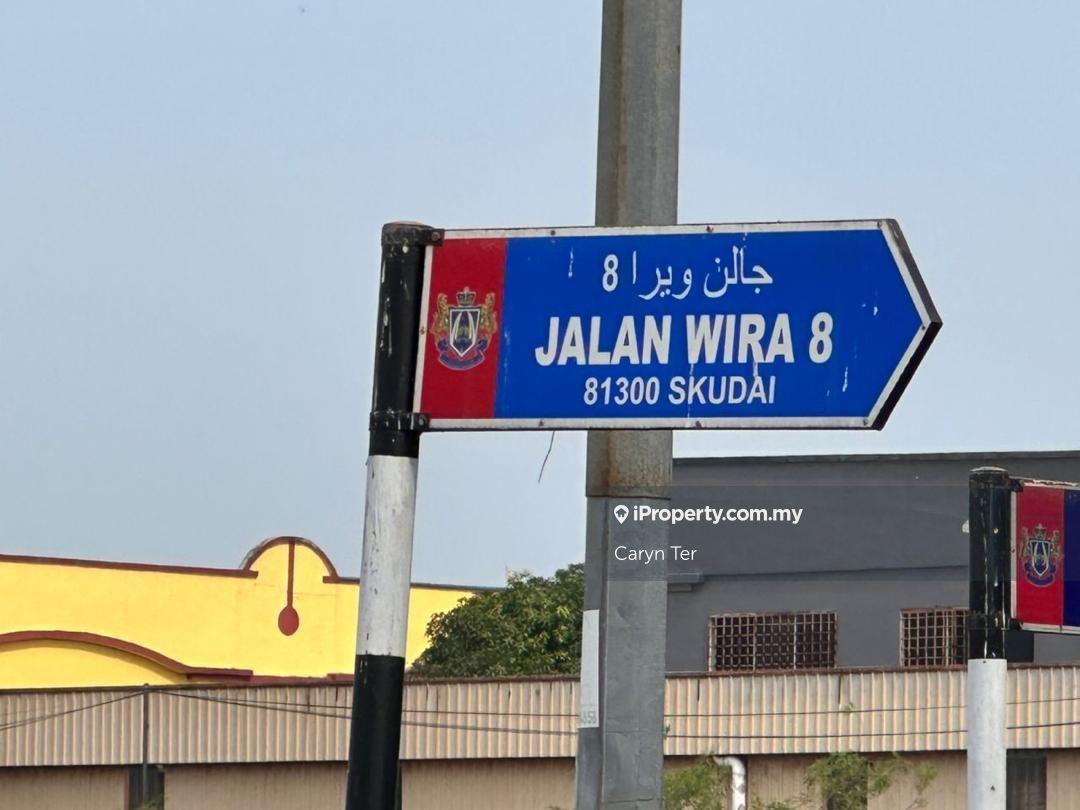 جالن ويرا 8
JALAN WIRA 8
81300 SKUDAI
iProperty.com.my
Caryn Ter